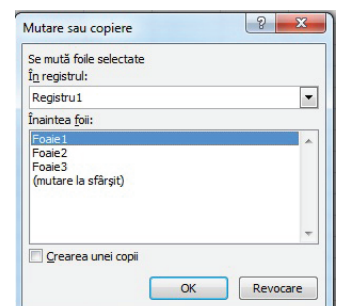 Mutare sau copiere
Se mută foile selectate
În registrul:
Registru1
Înaintea foii:
Foaie1
Foaie2
Foaie3
(mutare la sfârşit)
Crearea unei copii
OK Revocare